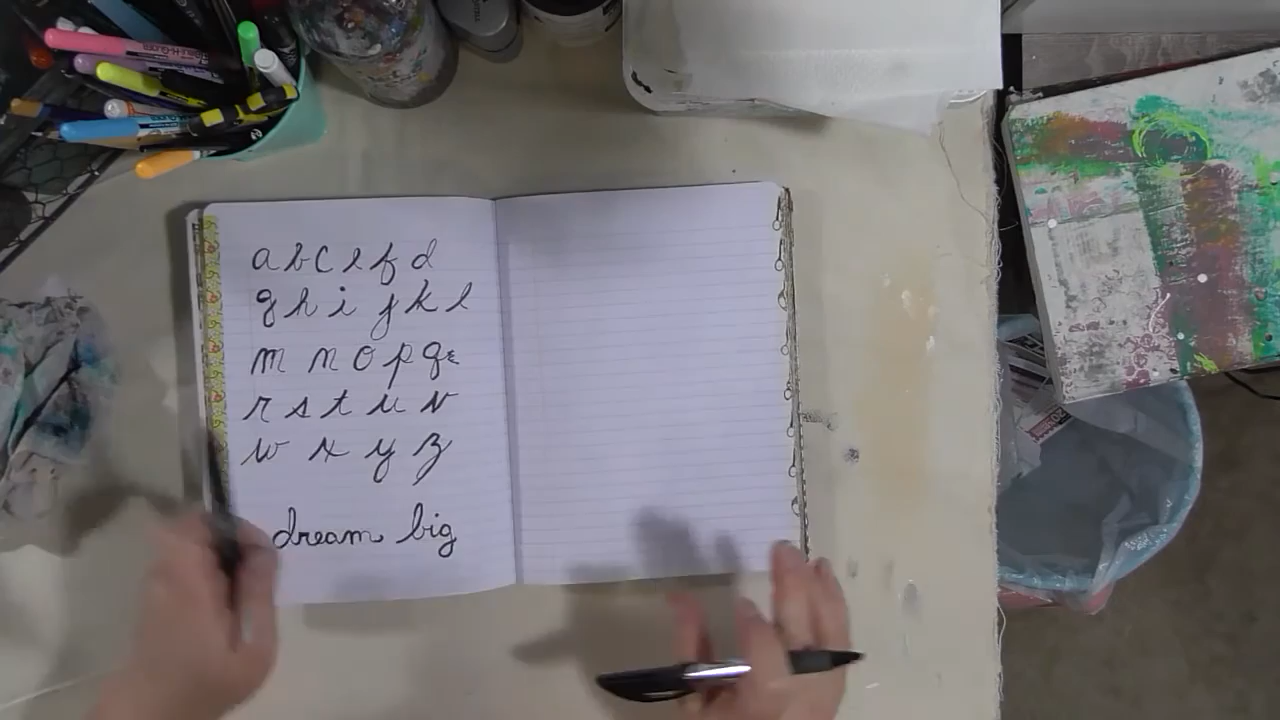 a b c e f d
g h i j k l
m n o p q
r s t u v
w x y z
dream big